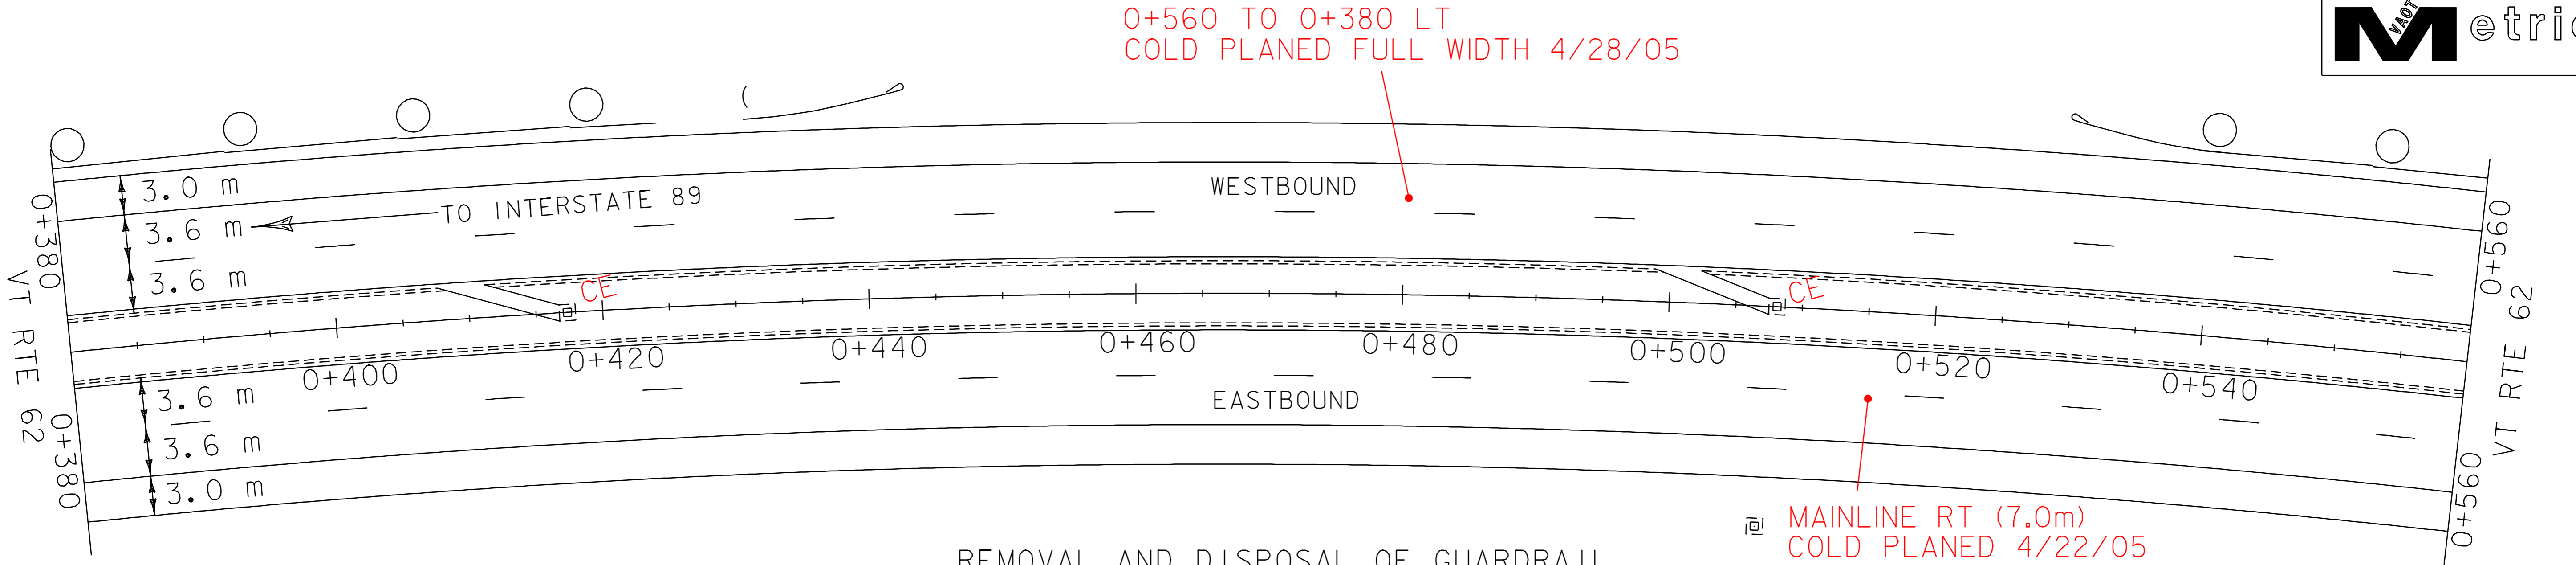 0+560 TO 0+380 LT
COLD PLANED FULL WIDTH 4/28/05
VAOT
Metric
3.0 m
3.6 m
3.6 m
TO INTERSTATE 89
WESTBOUND
0+380
VT RTE 62
0+380
CE
CE
0+400
0+420
0+440
0+460
0+480
0+500
0+520
0+540
0+560
VT RTE 62
0+560
3.6 m
3.6 m
3.0 m
EASTBOUND
MAINLINE RT (7.0m)
COLD PLANED 4/22/05
REMOVAL AND DISPOSAL OF GUARDRAIL